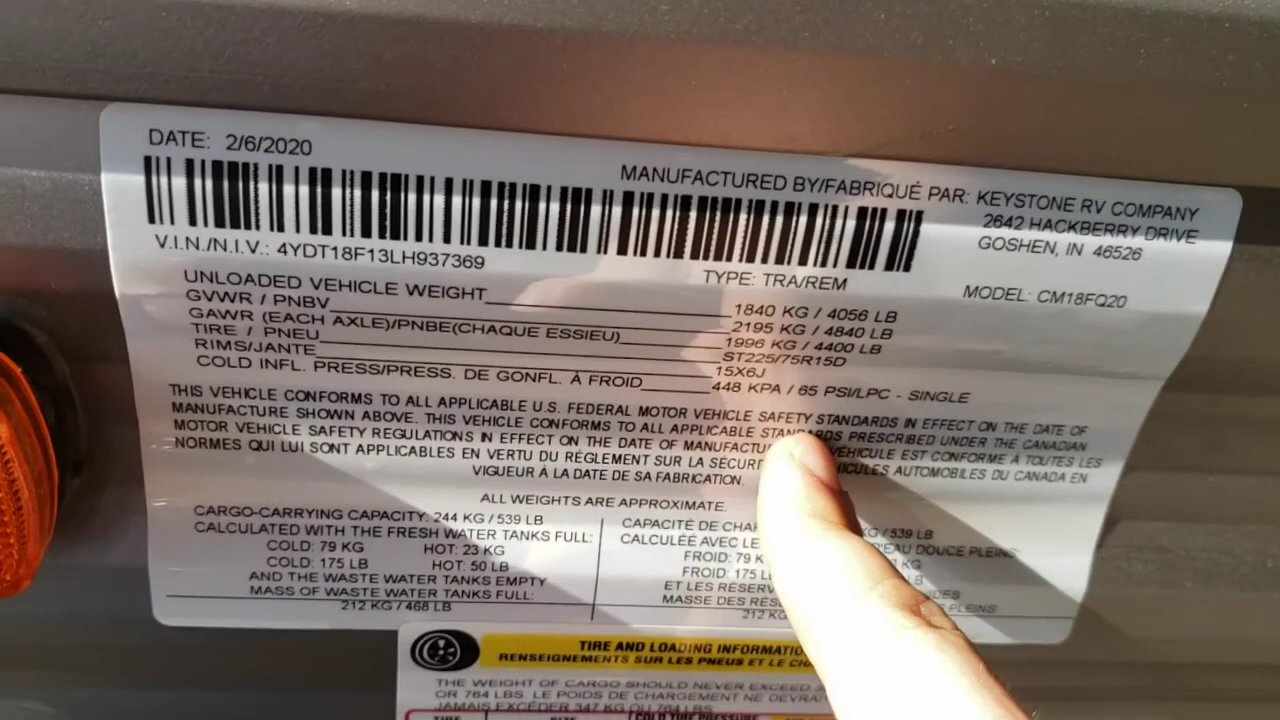 DATE: 2/6/2020
MANUFACTURED BY/FABRIQUÉ PAR: KEYSTONE RV COMPANY
2642 HACKBERRY DRIVE
GOSHEN, IN 46526
V.I.N./N.I.V.: 4YDT18F13LH937369
TYPE: TRA/REM
MODEL: CM18FQ20
UNLOADED VEHICLE WEIGHT 1840 KG / 4056 LB
GVWR / PNBV 2195 KG / 4840 LB
GAWR (EACH AXLE)/PNBE(CHAQUE ESSIEU) 1996 KG / 4400 LB
TIRE / PNEU ST225/75R15D
RIMS/JANTE 15X6J
COLD INFL. PRESS/PRESS. DE GONFL. À FROID 448 KPA / 65 PSI/LPC - SINGLE
THIS VEHICLE CONFORMS TO ALL APPLICABLE U.S. FEDERAL MOTOR VEHICLE SAFETY STANDARDS IN EFFECT ON THE DATE OF
MANUFACTURE SHOWN ABOVE. THIS VEHICLE CONFORMS TO ALL APPLICABLE STANDARDS PRESCRIBED UNDER THE CANADIAN
MOTOR VEHICLE SAFETY REGULATIONS IN EFFECT ON THE DATE OF MANUFACTU VÉHICULE EST CONFORME À TOUTES LES
NORMES QUI LUI SONT APPLICABLES EN VERTU DU RÈGLEMENT SUR LA SÉCUR HICULES AUTOMOBILES DU CANADA EN
VIGUEUR À LA DATE DE SA FABRICATION.
ALL WEIGHTS ARE APPROXIMATE.
CARGO-CARRYING CAPACITY: 244 KG / 539 LB
CALCULATED WITH THE FRESH WATER TANKS FULL:
COLD: 79 KG HOT: 23 KG
COLD: 175 LB HOT: 50 LB
AND THE WASTE WATER TANKS EMPTY
MASS OF WASTE WATER TANKS FULL:
212 KG / 468 LB
CAPACITÉ DE CHA KG / 539 LB
CALCULÉE AVEC LE D'EAU DOUCE PLEINS
FROID: 79 K KG
FROID: 175 L LB
ET LES RÉSERV IDES
MASSE DES RÉS PLEINS
212 KG
TIRE AND LOADING INFORMATIO
RENSEIGNEMENTS SUR LES PNEUS ET LE CH
THE WEIGHT OF CARGO SHOULD NEVER EXCEED
OR 764 LBS. LE POIDS DE CHARGEMENT NE DEVRA
JAMAIS EXCÉDER 347 KG OU 764 LBS.
TIRE SIZE COLD TIRE PRESSURE